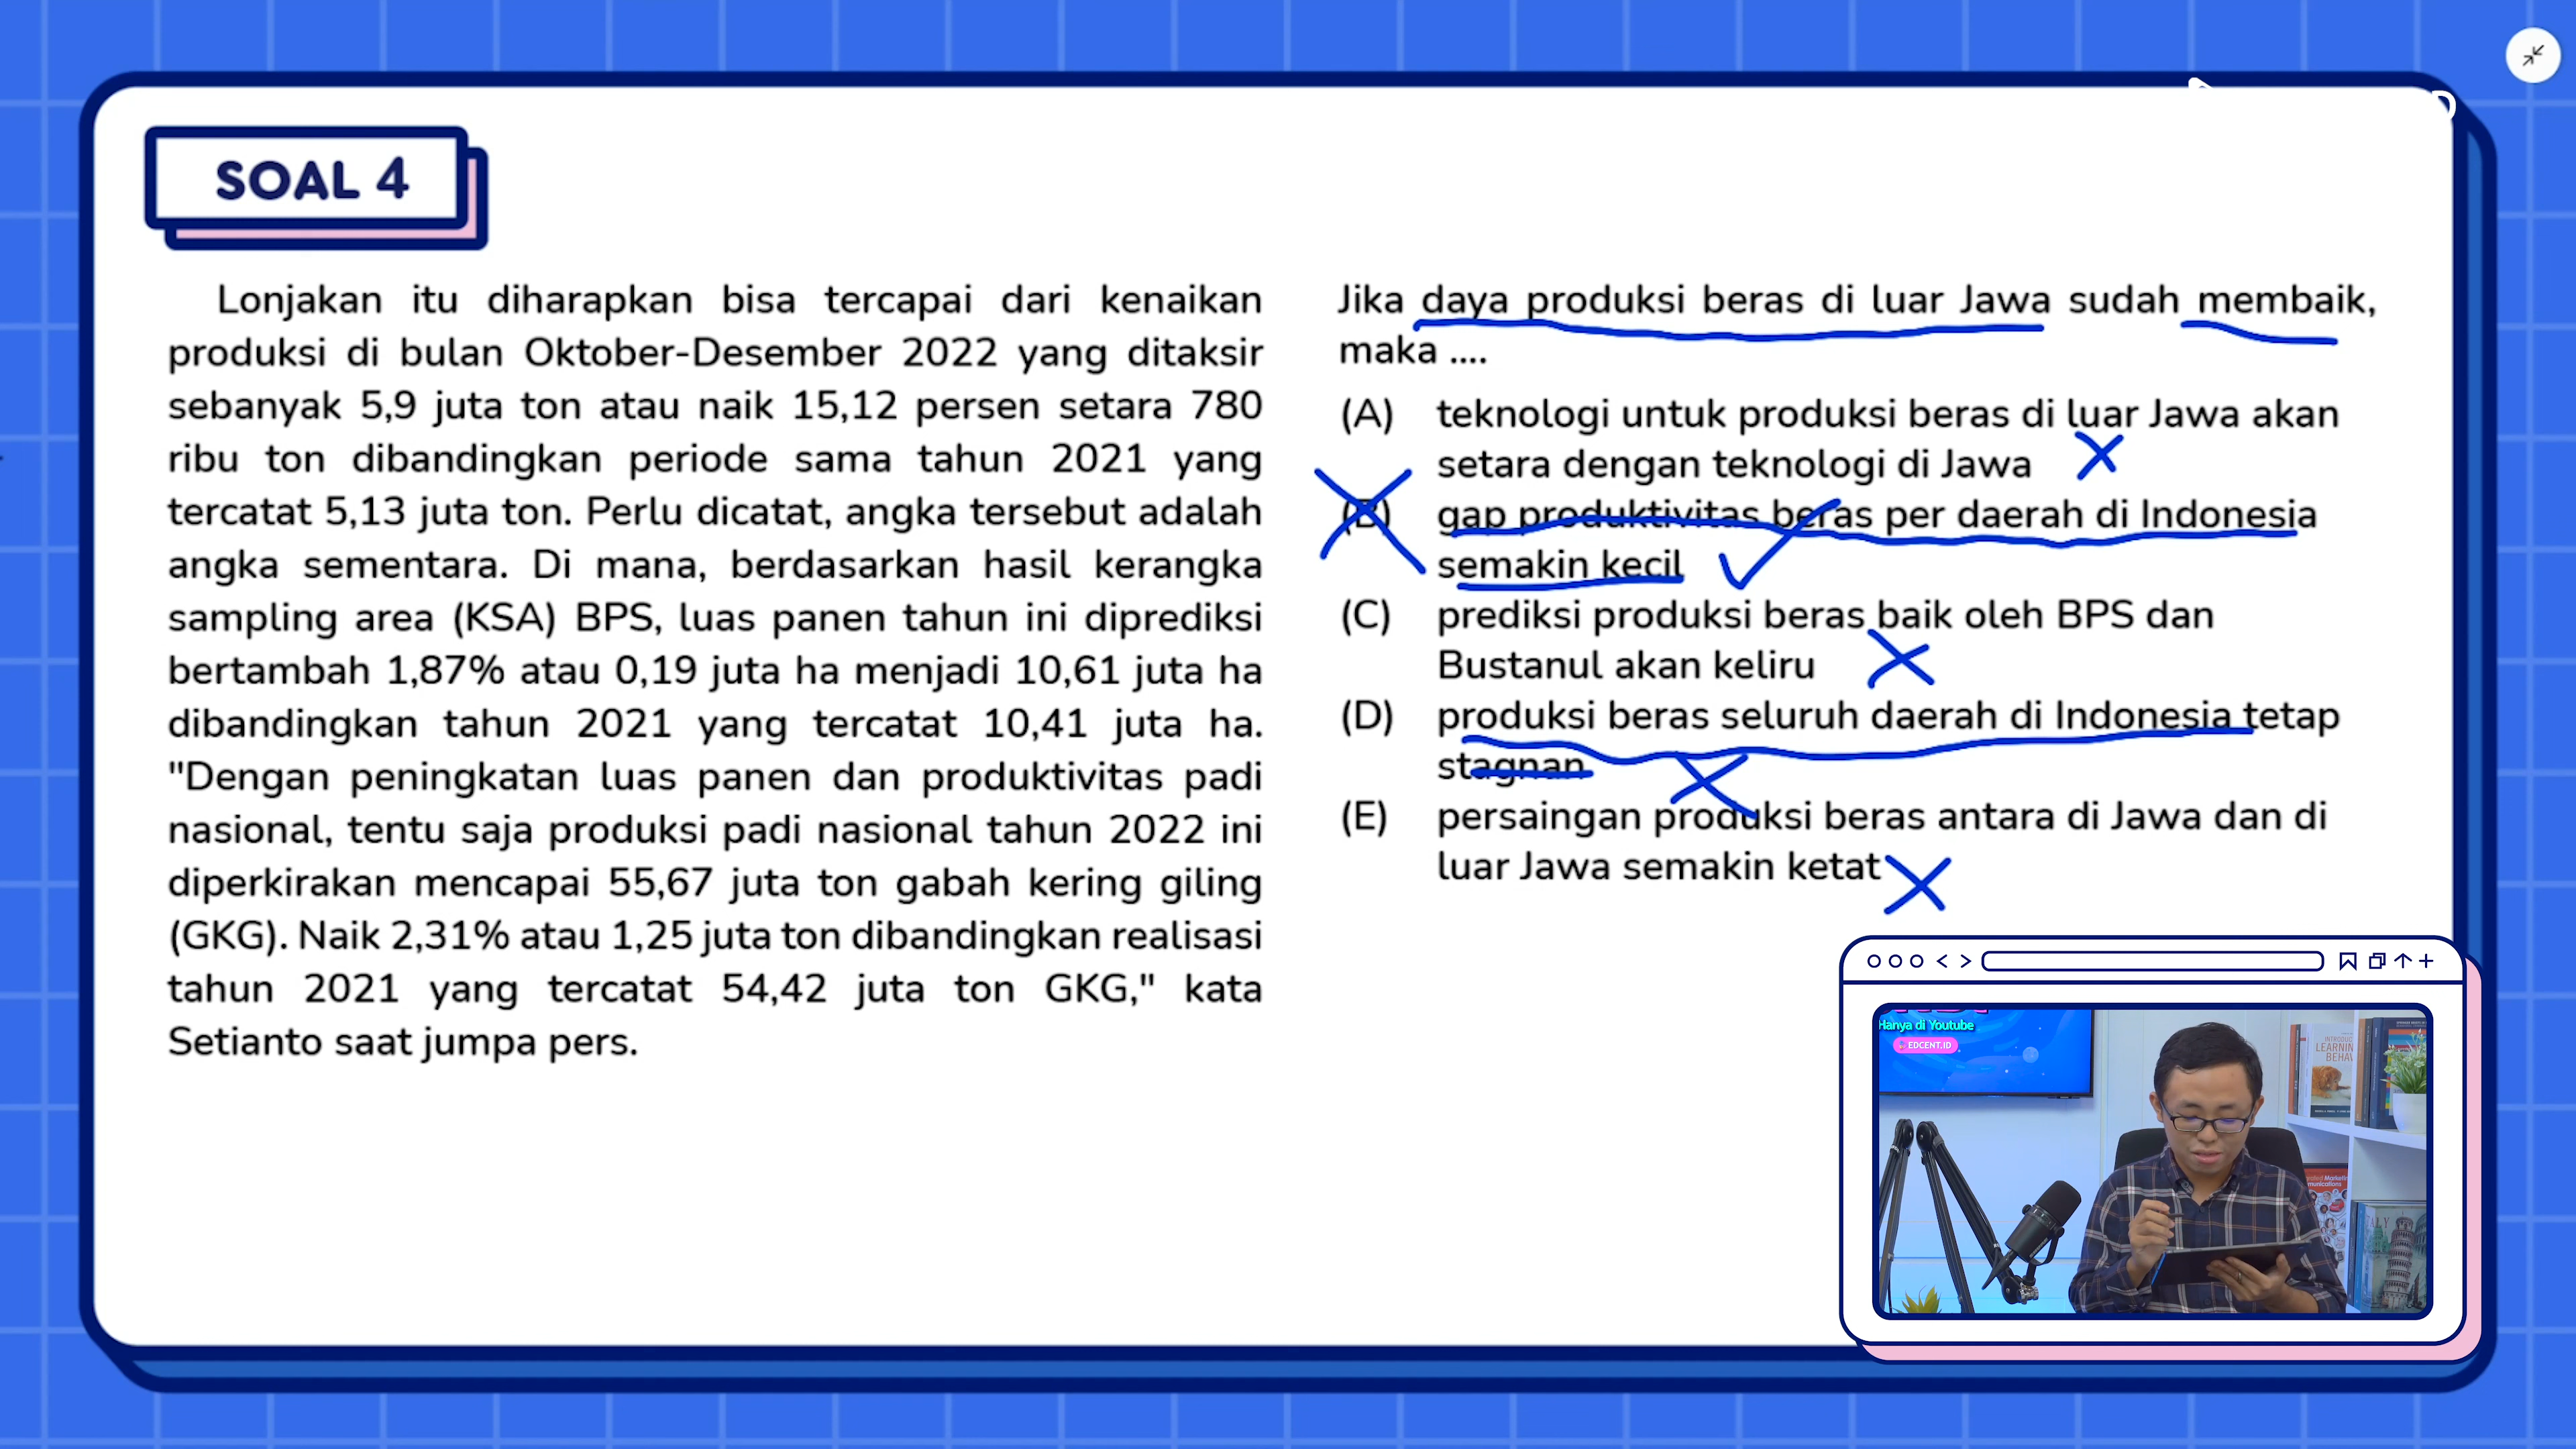 SOAL 4
Lonjakan itu diharapkan bisa tercapai dari kenaikan
produksi di bulan Oktober-Desember 2022 yang ditaksir
sebanyak 5,9 juta ton atau naik 15,12 persen setara 780
ribu ton dibandingkan periode sama tahun 2021 yang
tercatat 5,13 juta ton. Perlu dicatat, angka tersebut adalah
angka sementara. Di mana, berdasarkan hasil kerangka
sampling area (KSA) BPS, luas panen tahun ini diprediksi
bertambah 1,87% atau 0,19 juta ha menjadi 10,61 juta ha
dibandingkan tahun 2021 yang tercatat 10,41 juta ha.
"Dengan peningkatan luas panen dan produktivitas padi
nasional, tentu saja produksi padi nasional tahun 2022 ini
diperkirakan mencapai 55,67 juta ton gabah kering giling
(GKG). Naik 2,31% atau 1,25 juta ton dibandingkan realisasi
tahun 2021 yang tercatat 54,42 juta ton GKG," kata
Setianto saat jumpa pers.
Jika daya produksi beras di luar Jawa sudah membaik,
maka ....
(A) teknologi untuk produksi beras di luar Jawa akan
setara dengan teknologi di Jawa
(B) gap produktivitas beras per daerah di Indonesia
semakin kecil
(C) prediksi produksi beras baik oleh BPS dan
Bustanul akan keliru
(D) produksi beras seluruh daerah di Indonesia tetap
stagnan
(E) persaingan produksi beras antara di Jawa dan di
luar Jawa semakin ketat
Hanya di Youtube
EDCENT.ID
LEARNIN
BEHAV
ITALY